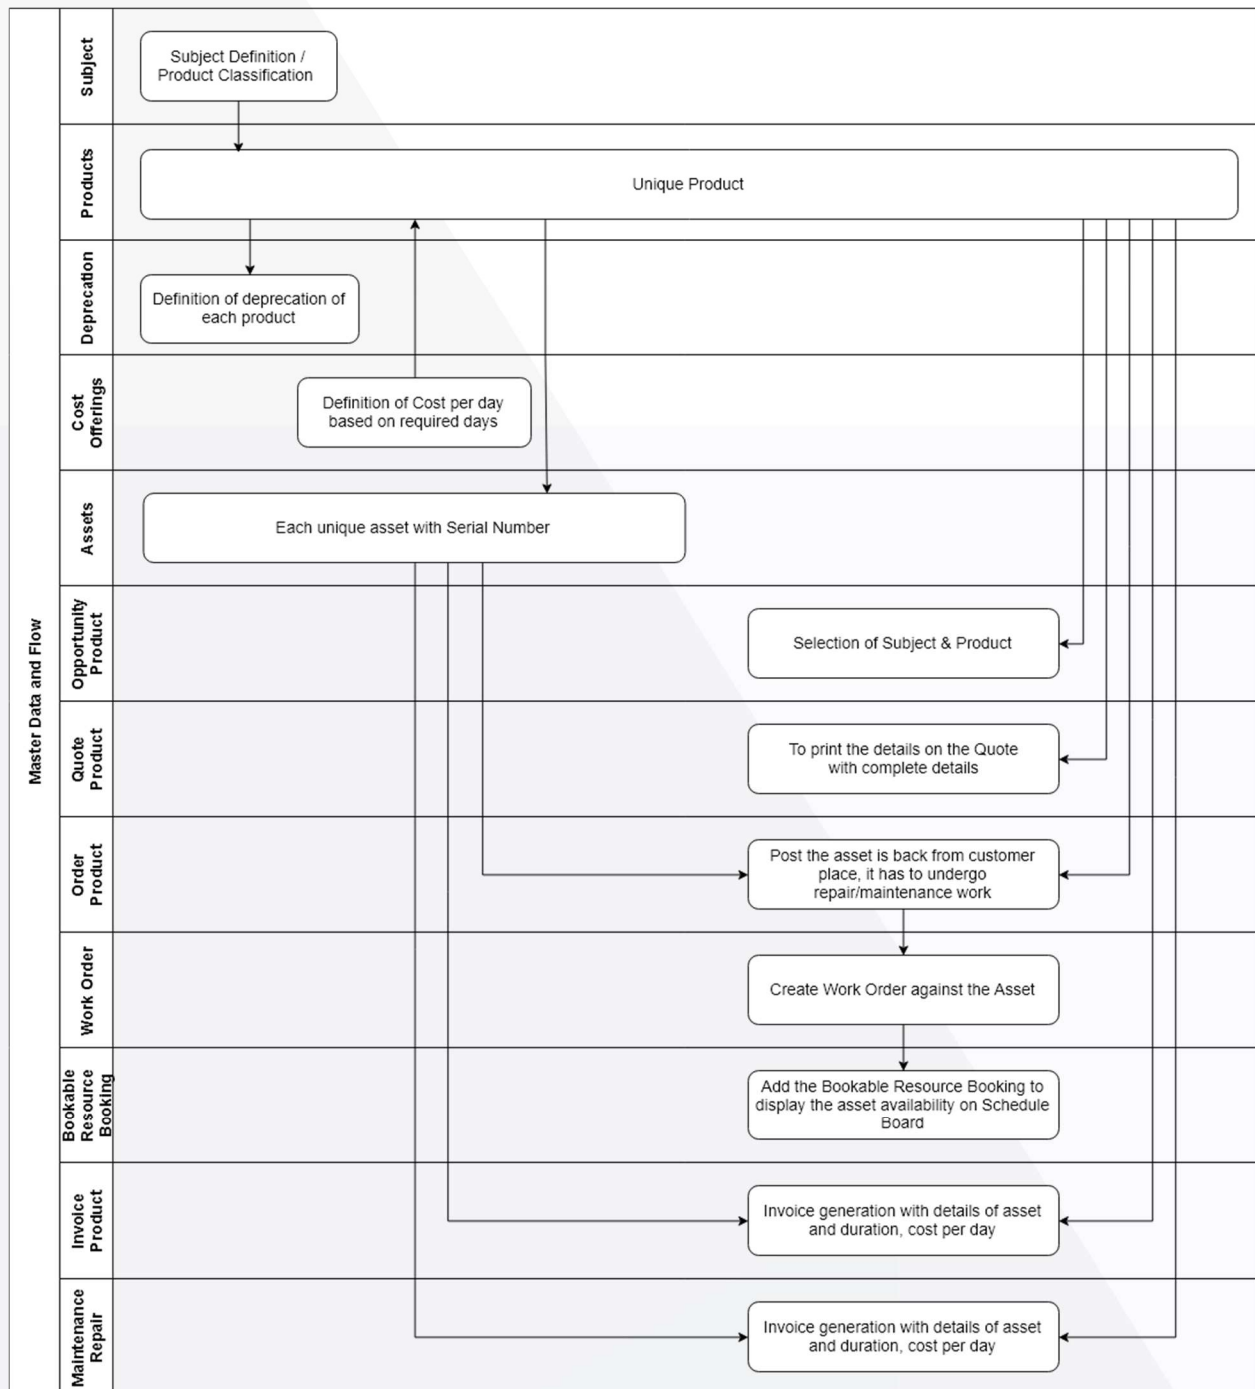 Master Data and Flow
Subject
Subject Definition /
Product Classification
Products
Unique Product
Deprecation
Definition of deprecation of
each product
Cost
Offerings
Definition of Cost per day
based on required days
Assets
Each unique asset with Serial Number
Opportunity
Product
Selection of Subject & Product
Quote
Product
To print the details on the Quote
with complete details
Order
Product
Post the asset is back from customer
place, it has to undergo
repair/maintenance work
Work Order
Create Work Order against the Asset
Bookable
Resource
Booking
Add the Bookable Resource Booking to
display the asset availability on Schedule
Board
Invoice
Product
Invoice generation with details of asset
and duration, cost per day
Maintenance
Repair
Invoice generation with details of asset
and duration, cost per day